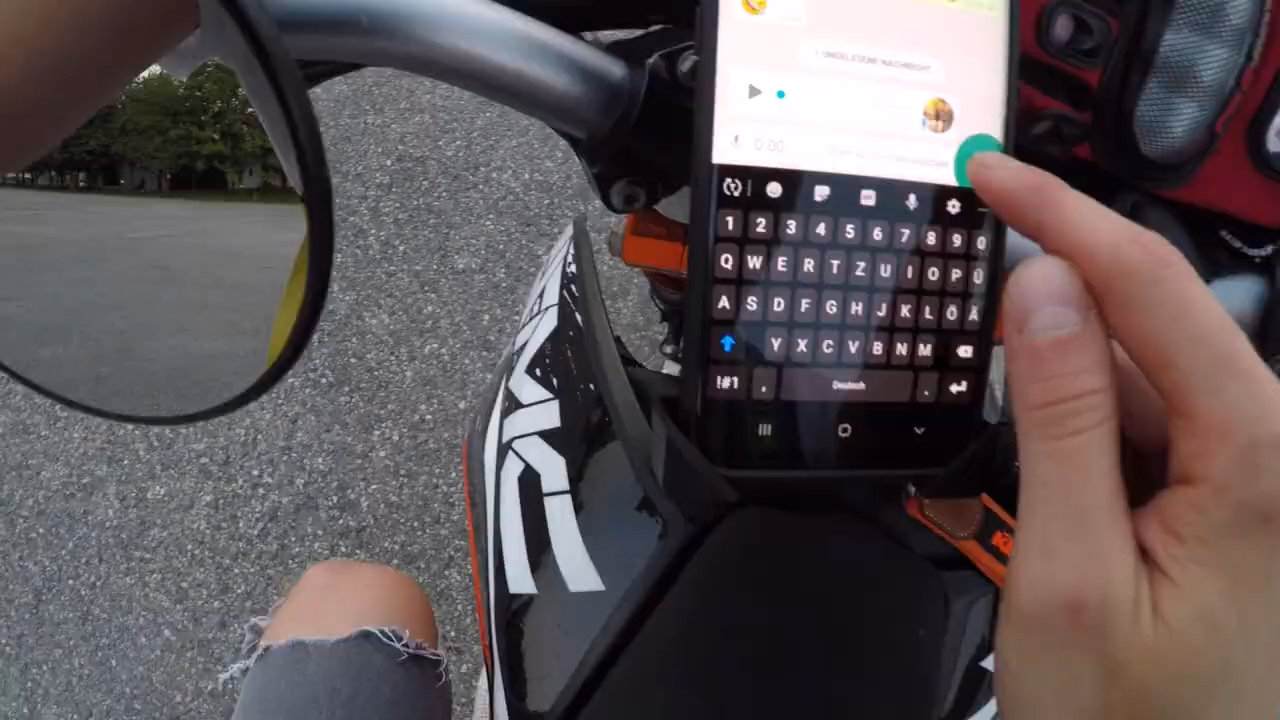 1 UNGELESENE NACHRICHT
0:00
1 2 3 4 5 6 7 8 9 0
Q W E R T Z U I O P Ü
A S D F G H J K L Ö Ä
Y X C V B N M
!#1 , Deutsch .